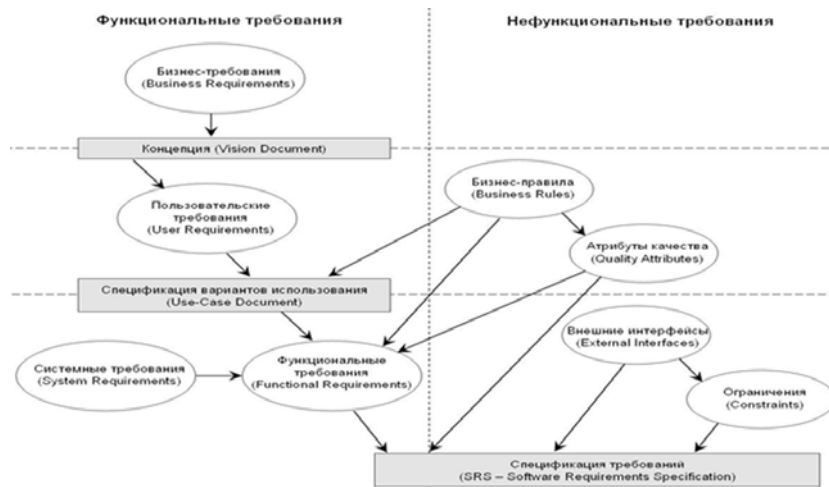 Функциональные требования
Нефункциональные требования
Бизнес-требования
(Business Requirements)
Концепция (Vision Document)
Бизнес-правила
(Business Rules)
Пользовательские
требования
(User Requirements)
Атрибуты качества
(Quality Attributes)
Спецификация вариантов использования
(Use-Case Document)
Внешние интерфейсы
(External Interfaces)
Системные требования
(System Requirements)
Функциональные
требования
(Functional Requirements)
Ограничения
(Constraints)
Спецификация требований
(SRS – Software Requirements Specification)